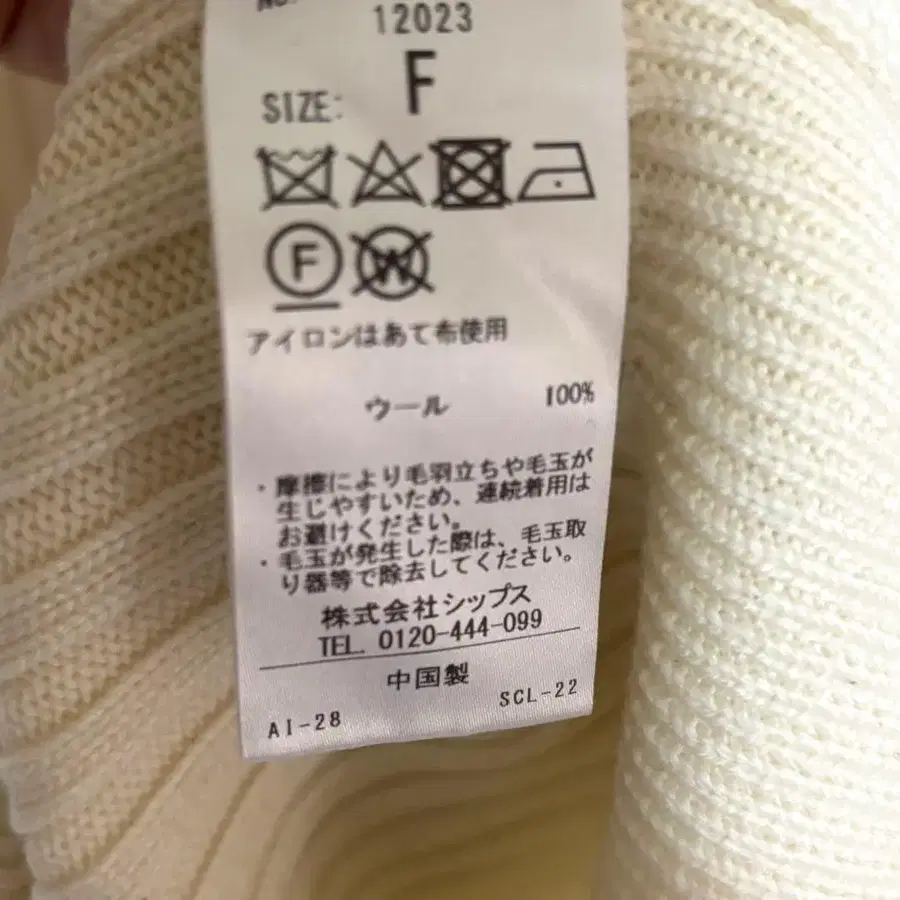 12023
SIZE: F
F
W
アイロンはあて布使用
ウール 100%
・摩擦により毛羽立ちや毛玉が
生じやすいため、連続着用は
お避けください。
・毛玉が発生した際は、毛玉取
り器等で除去してください。
株式会社シップス
TEL. 0120-444-099
中国製
AI-28 SCL-22